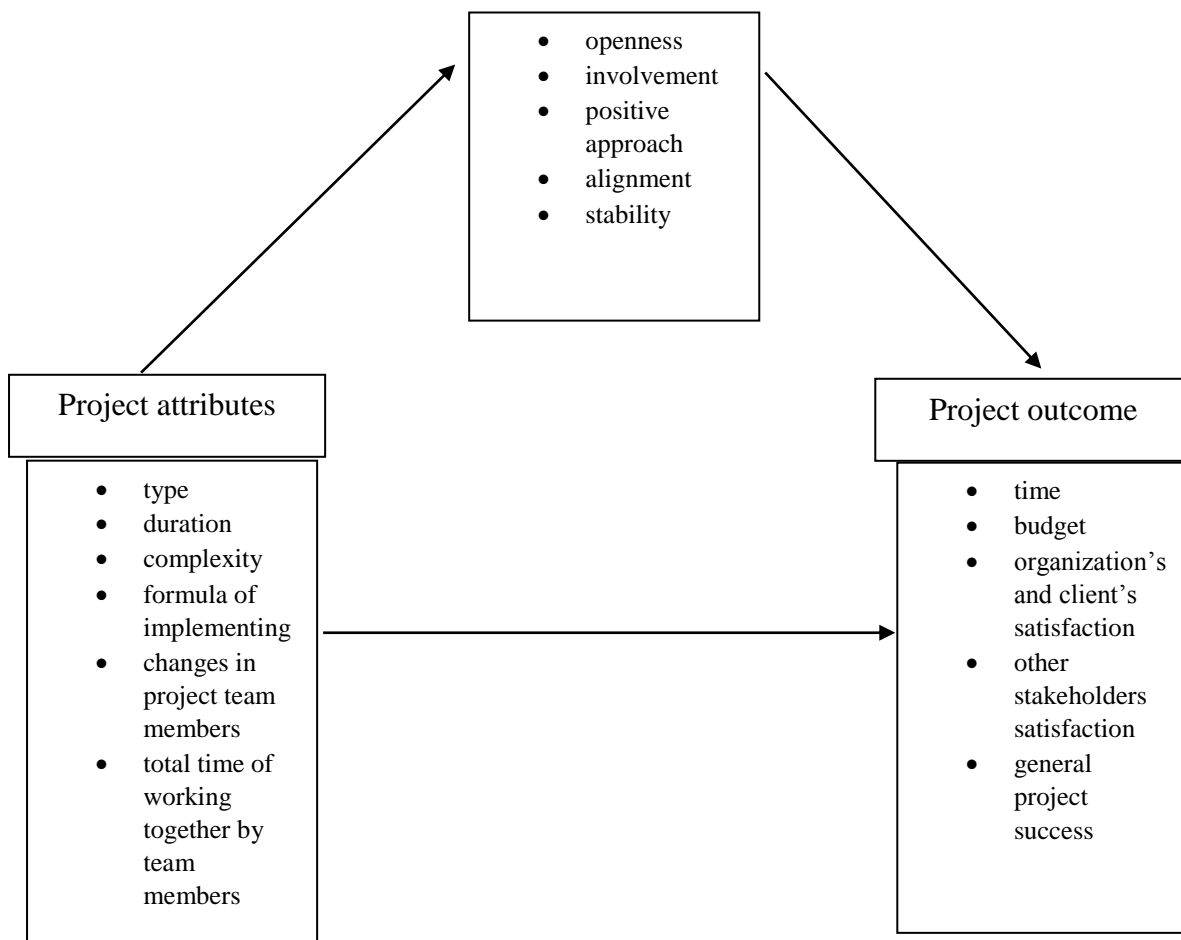 • openness
• involvement
• positive
approach
• alignment
• stability
Project attributes
• type
• duration
• complexity
• formula of
implementing
• changes in
project team
members
• total time of
working
together by
team
members
Project outcome
• time
• budget
• organization’s
and client’s
satisfaction
• other
stakeholders
satisfaction
• general
project
success